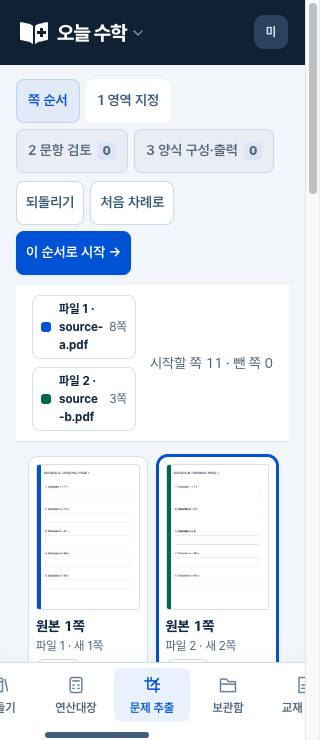 오늘 수학
미
쪽 순서
1 영역 지정
2 문항 검토 0
3 양식 구성·출력 0
되돌리기
처음 차례로
이 순서로 시작 →
파일 1 ·
source-
a.pdf
8쪽
파일 2 ·
source
-b.pdf
3쪽
시작할 쪽 11 · 뺀 쪽 0
원본 1쪽
파일 1 · 새 1쪽
원본 1쪽
파일 2 · 새 2쪽
연산대장
문제 추출
보관함
교재